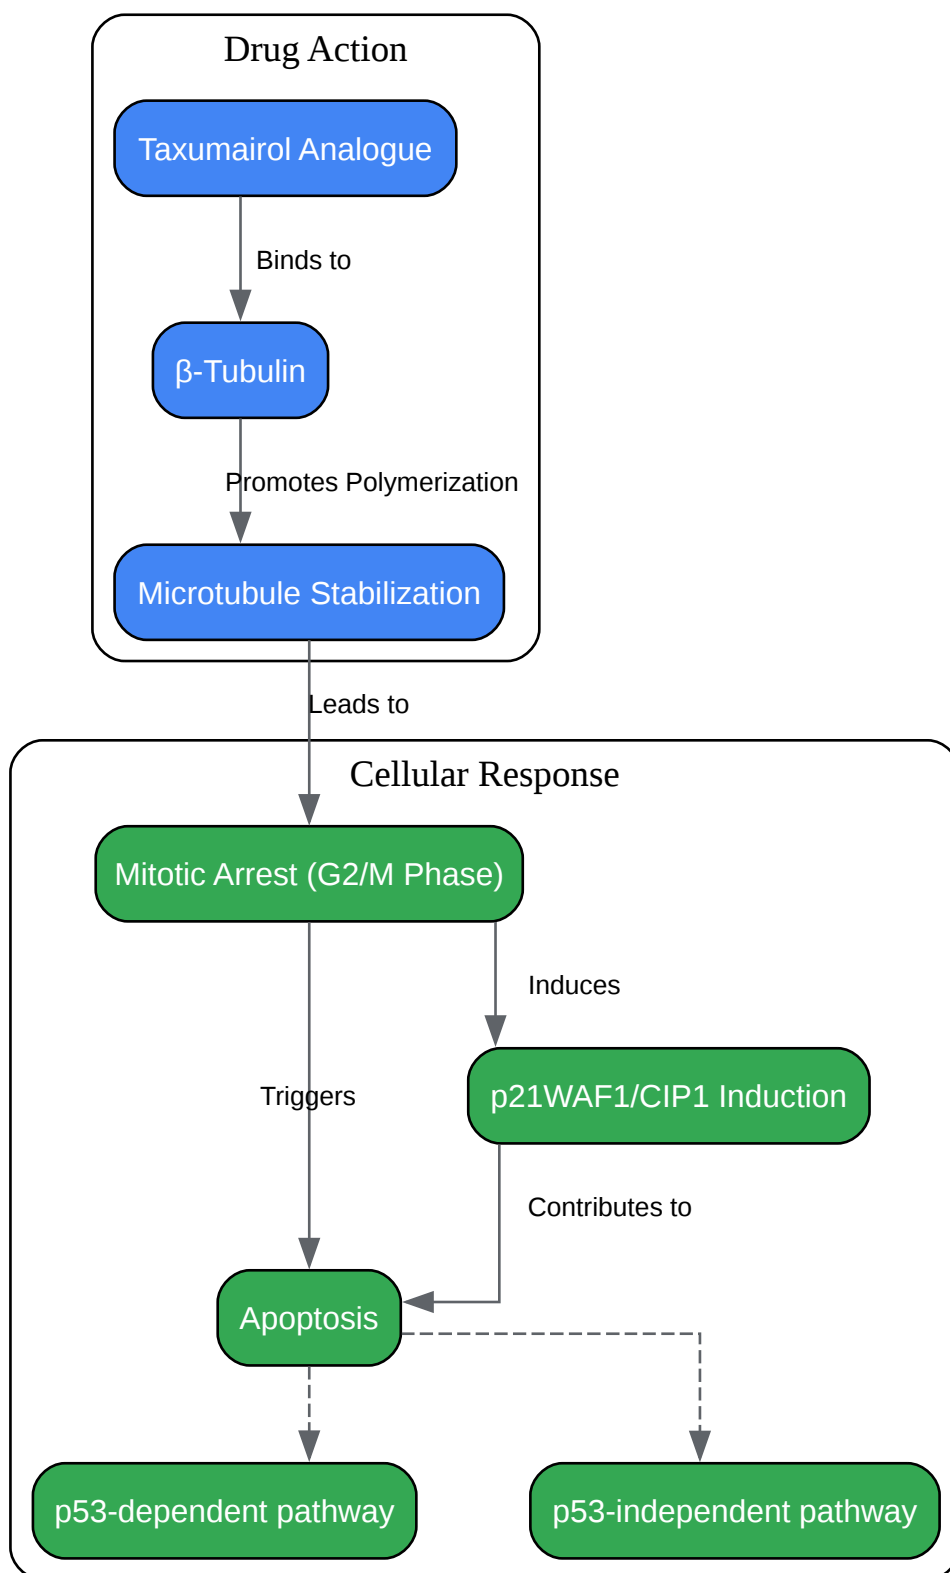 Drug Action
Taxumairol Analogue
Binds to
β-Tubulin
Promotes Polymerization
Microtubule Stabilization
Leads to
Cellular Response
Mitotic Arrest (G2/M Phase)
Induces
Triggers
p21WAF1/CIP1 Induction
Contributes to
Apoptosis
p53-dependent pathway
p53-independent pathway